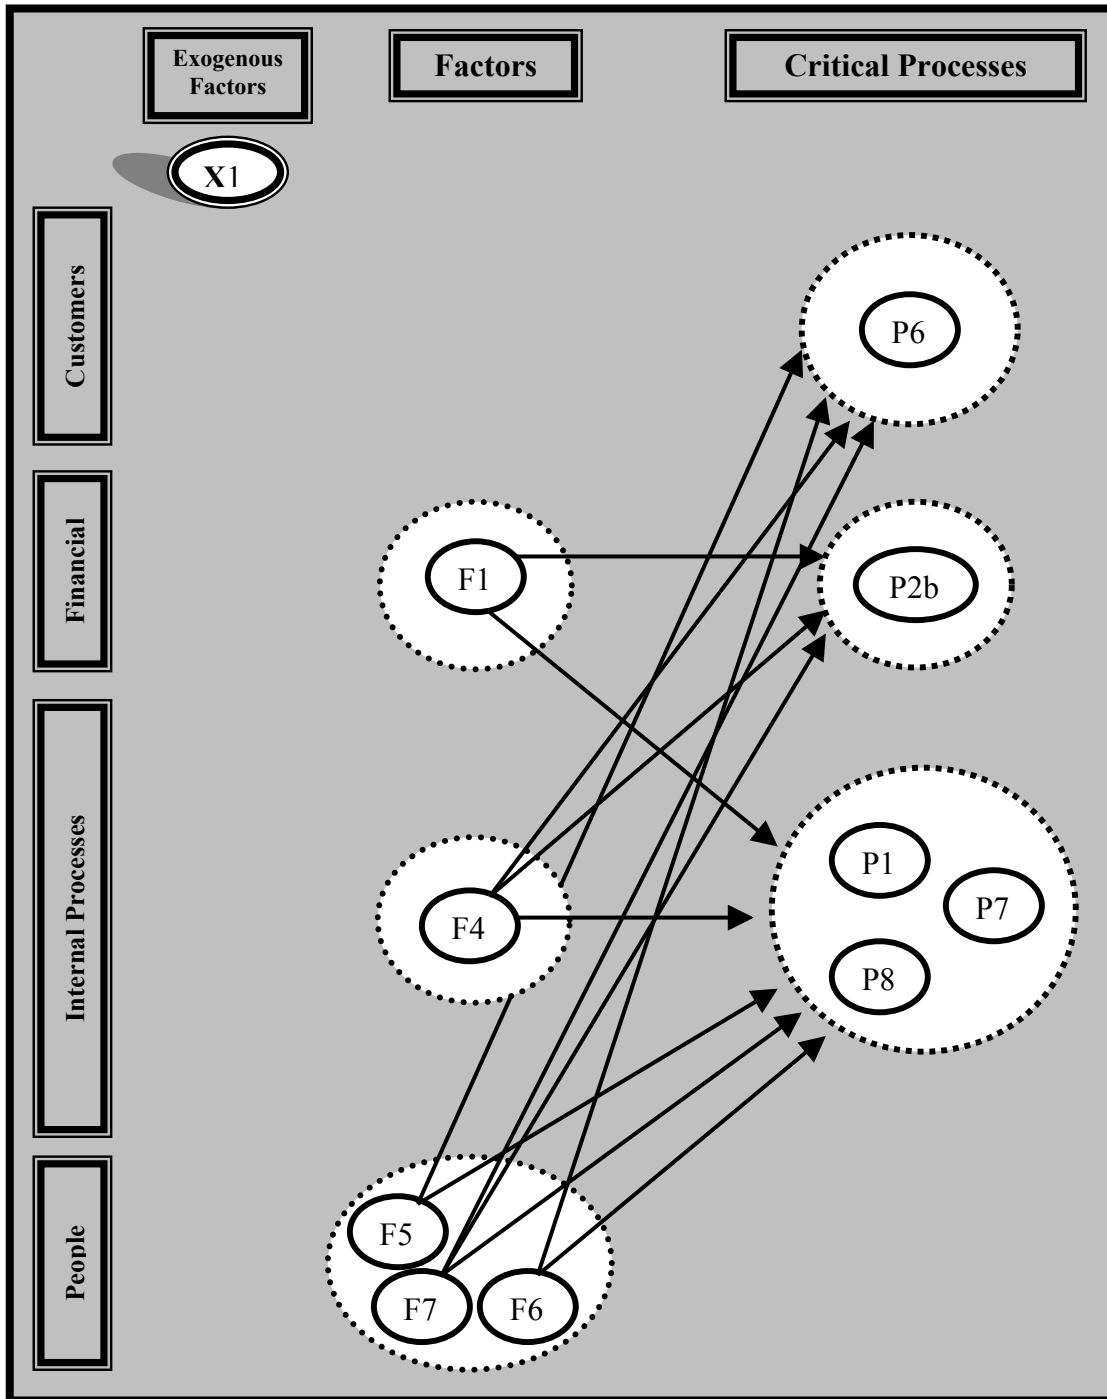 Exogenous
Factors
Factors
Critical Processes
X1
Customers
P6
Financial
F1
P2b
Internal Processes
P1
P7
F4
P8
People
F5
F7
F6